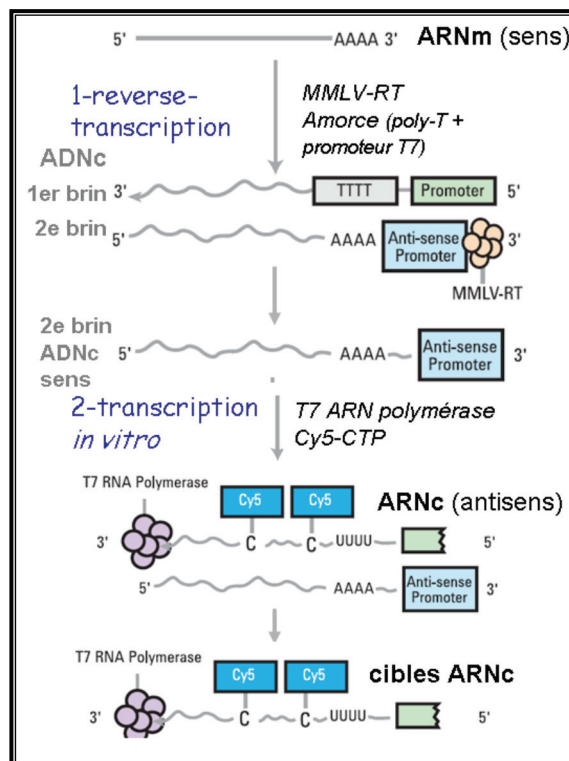 5' AAAA 3' ARNm (sens)
1-reverse-
transcription
MMLV-RT
Amorce (poly-T +
promoteur T7)
ADNc
1er brin 3' TTTT Promoter 5'
2e brin 5' AAAA Anti-sense
Promoter 3'
MMLV-RT
2e brin
ADNc
sens
5' AAAA Anti-sense
Promoter 3'
2-transcription
in vitro
T7 ARN polymérase
Cy5-CTP
T7 RNA Polymerase
Cy5 Cy5
ARNc (antisens)
3' C C UUUU 5'
5' AAAA Anti-sense
Promoter 3'
T7 RNA Polymerase
Cy5 Cy5
cibles ARNc
3' C C UUUU 5'